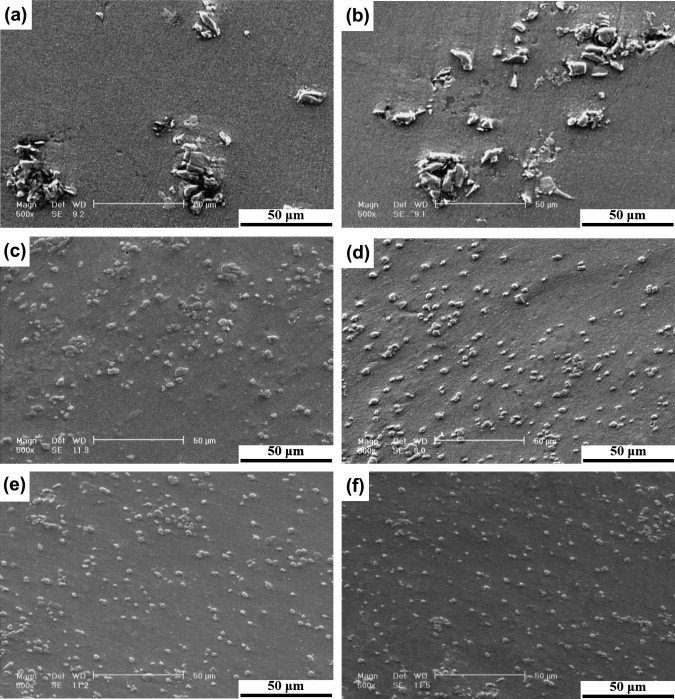 (a)
Magn Det WD 50 µm
500x SE 9.2
50 µm
(b)
Magn Det WD 50 µm
500x SE 9.1
50 µm
(c)
Magn Det WD 50 µm
500x SE 11.3
50 µm
(d)
Magn Det WD 50 µm
500x SE 8.0
50 µm
(e)
Magn Det WD 50 µm
500x SE 11.2
50 µm
(f)
Magn Det WD 50 µm
500x SE 11.5
50 µm